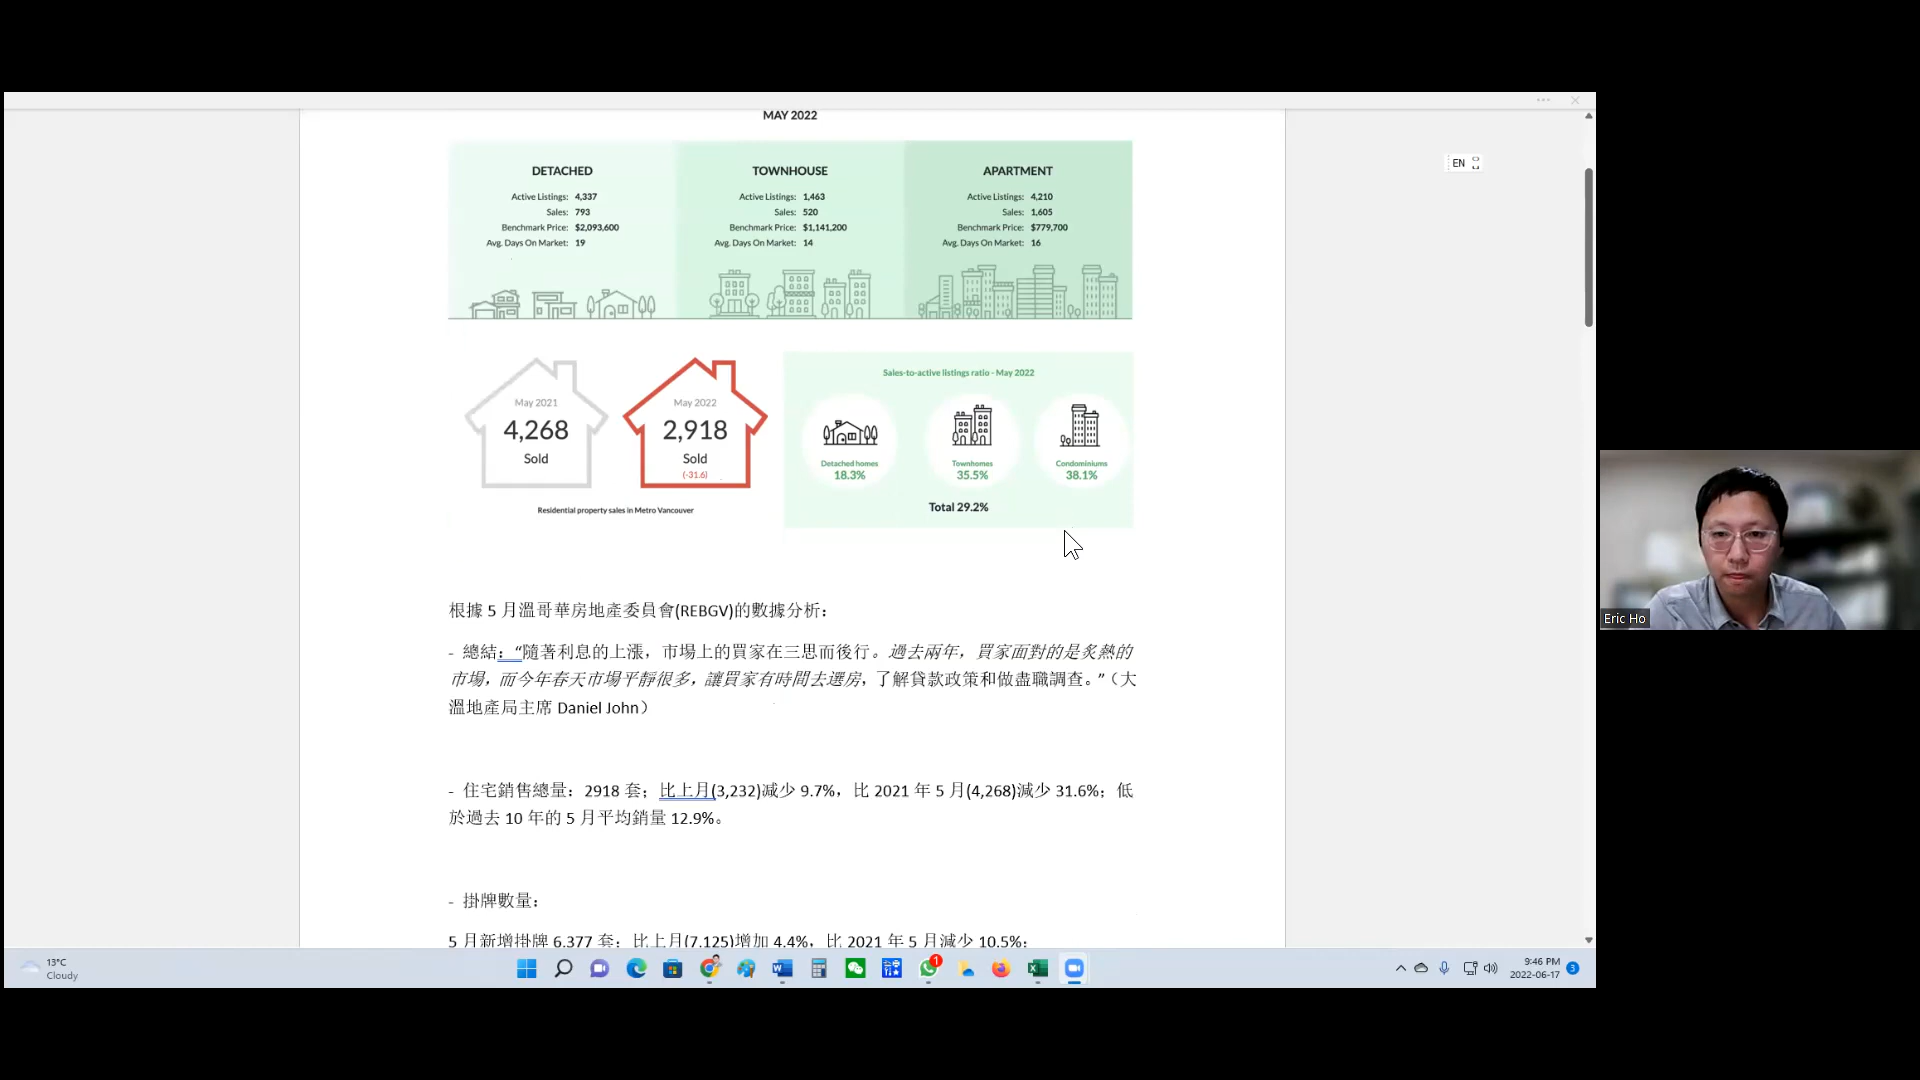 MAY 2022
DETACHED
Active Listings: 4,337
Sales: 793
Benchmark Price: $2,093,600
Avg. Days On Market: 19
TOWNHOUSE
Active Listings: 1,463
Sales: 520
Benchmark Price: $1,141,200
Avg. Days On Market: 14
APARTMENT
Active Listings: 4,210
Sales: 1,605
Benchmark Price: $779,700
Avg. Days On Market: 16
EN
May 2021
4,268
Sold
May 2022
2,918
Sold
(-31.6)
Residential property sales in Metro Vancouver
Sales-to-active listings ratio - May 2022
Detached homes
18.3%
Townhomes
35.5%
Condominiums
38.1%
Total 29.2%
根據 5 月溫哥華房地產委員會(REBGV)的數據分析：
- 總結：“隨著利息的上漲，市場上的買家在三思而後行。過去兩年，買家面對的是炙熱的
市場，而今年春天市場平靜很多，讓買家有時間去選房，了解貸款政策和做盡職調查。”（大
溫地產局主席 Daniel John）
- 住宅銷售總量：2918 套；比上月(3,232)減少 9.7%，比 2021 年 5 月(4,268)減少 31.6%；低
於過去 10 年的 5 月平均銷量 12.9%。
- 掛牌數量：
5 月新增掛牌 6,377 套；比上月(7,125)增加 4.4%，比 2021 年 5 月減少 10.5%；
Eric Ho
13°C
Cloudy
1
9:46 PM
2022-06-17
3